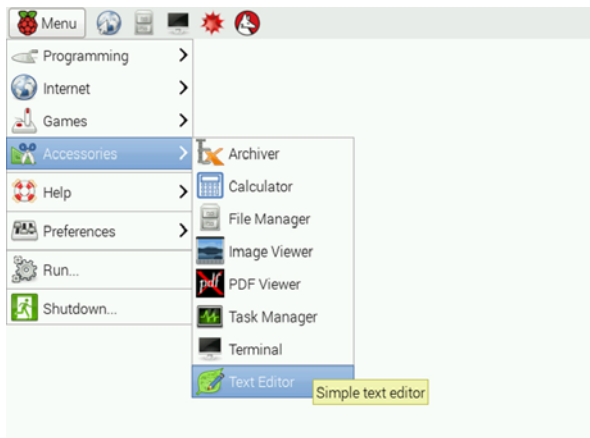 Menu
Programming
Internet
Games
Accessories
Help
Preferences
Run...
Shutdown...
Archiver
Calculator
File Manager
Image Viewer
pdf PDF Viewer
Task Manager
Terminal
Text Editor
Simple text editor